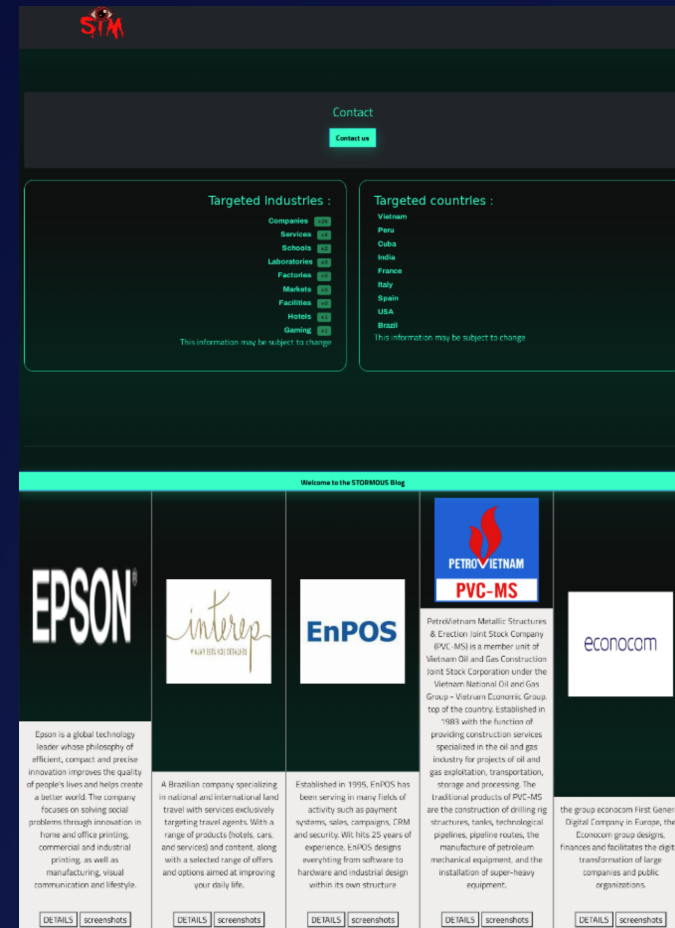 STM
Contact
Contact us
Targeted Industries :
Companies
Services
Schools
Laboratories
Factories
Markets
Facilities
Hotels
Gaming
This information may be subject to change
Targeted countries :
Vietnam
Peru
Cuba
India
France
Italy
Spain
USA
Brazil
This information may be subject to change
Welcome to the STORMOUS Blog
EPSON
Epson is a global technology
leader whose philosophy of
efficient, compact and precise
innovation improves the quality
of people's lives and helps create
a better world. The company
focuses on solving social
problems through innovation in
home and office printing,
commercial and industrial
printing, as well as
manufacturing, visual
communication and lifestyle.
DETAILS screenshots
interep
A Brazilian company specializing
in national and international land
travel with services exclusively
targeting travel agents. With a
range of products (hotels, cars,
and services) and content, along
with a selected range of offers
and options aimed at improving
your daily life.
DETAILS screenshots
EnPOS
Established in 1995, EnPOS has
been serving in many fields of
activity such as payment
systems, sales, campaigns, CRM
and security. Wit hits 25 years of
experience, EnPOS designs
everyhting from software to
hardware and industrial design
within its own structure
DETAILS screenshots
PETROVIETNAM
PVC-MS
PetroVietnam Metallic Structures
& Erection Joint Stock Company
(PVC-MS) is a member unit of
Vietnam Oil and Gas Construction
Joint Stock Corporation under the
Vietnam National Oil and Gas
Group - Vietnam Economic Group.
top of the country. Established in
1983 with the function of
providing construction services
specialized in the oil and gas
industry for projects of oil and
gas exploitation, transportation,
storage and processing. The
traditional products of PVC-MS
are the construction of drilling rig
structures, tanks, technological
pipelines, pipeline routes, the
manufacture of petroleum
mechanical equipment, and the
installation of super-heavy
equipment.
DETAILS screenshots
econocom
the group econocom First Gener
Digital Company in Europe, the
Econocom group designs,
finances and facilitates the digit
transformation of large
companies and public
organizations.
DETAILS screenshots